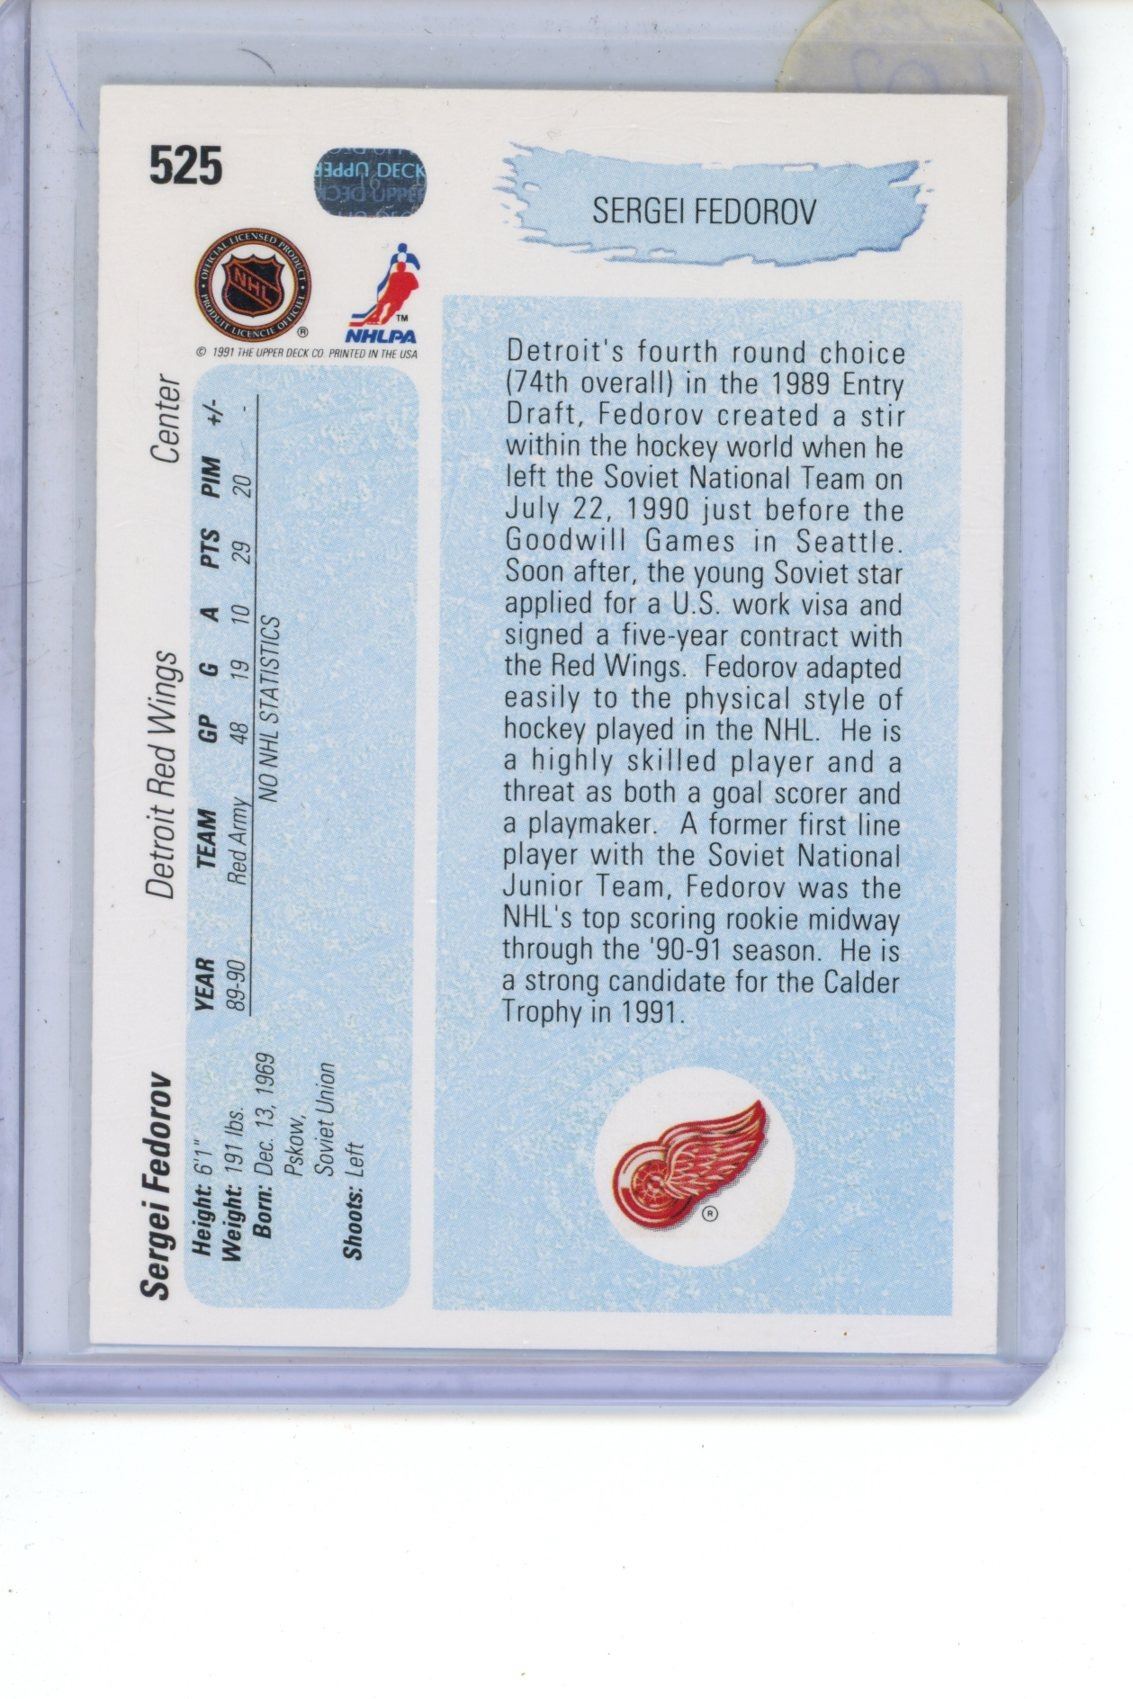 525
UPPER DECK
SERGEI FEDOROV
OFFICIAL LICENSED PRODUCT
NHL
PRODUIT LICENCIE OFFICIEL
®
TM
NHLPA
© 1991 THE UPPER DECK CO. PRINTED IN THE USA
Sergei Fedorov Detroit Red Wings Center
Height: 6'1"
Weight: 191 lbs.
Born: Dec. 13, 1969
Pskow,
Soviet Union
Shoots: Left
YEAR TEAM GP G A PTS PIM +/-
89-90 Red Army 48 19 10 29 20 -
NO NHL STATISTICS
Detroit's fourth round choice
(74th overall) in the 1989 Entry
Draft, Fedorov created a stir
within the hockey world when he
left the Soviet National Team on
July 22, 1990 just before the
Goodwill Games in Seattle.
Soon after, the young Soviet star
applied for a U.S. work visa and
signed a five-year contract with
the Red Wings. Fedorov adapted
easily to the physical style of
hockey played in the NHL. He is
a highly skilled player and a
threat as both a goal scorer and
a playmaker. A former first line
player with the Soviet National
Junior Team, Fedorov was the
NHL's top scoring rookie midway
through the '90-91 season. He is
a strong candidate for the Calder
Trophy in 1991.
®